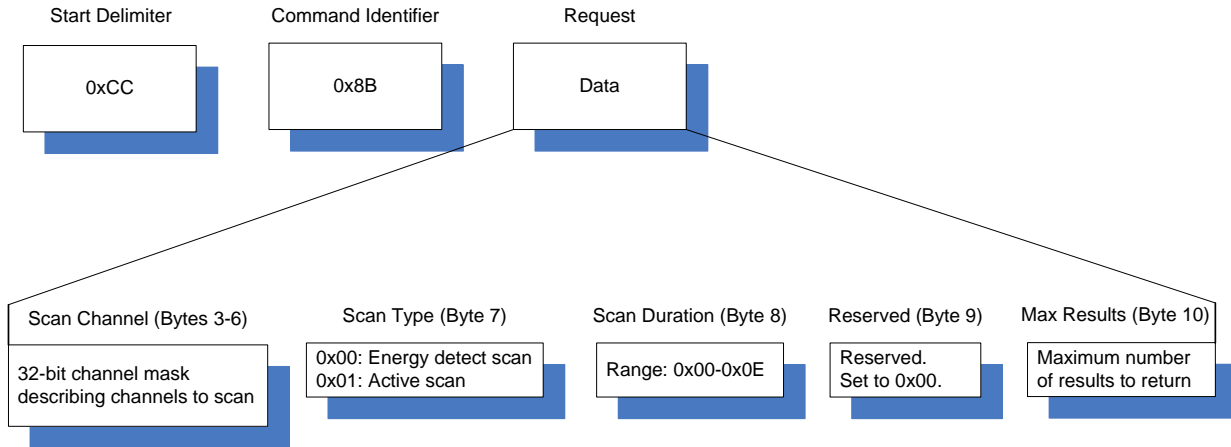 Start Delimiter
Command Identifier
Request
0xCC
0x8B
Data
Scan Channel (Bytes 3-6)
Scan Type (Byte 7)
Scan Duration (Byte 8)
Reserved (Byte 9)
Max Results (Byte 10)
32-bit channel mask
describing channels to scan
0x00: Energy detect scan
0x01: Active scan
Range: 0x00-0x0E
Reserved.
Set to 0x00.
Maximum number
of results to return